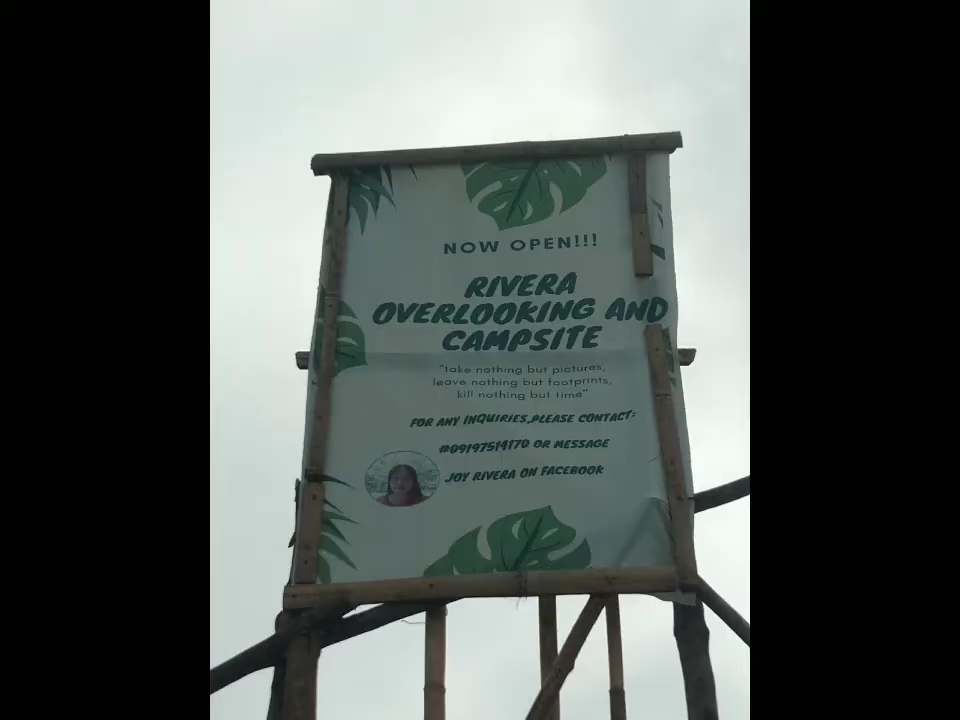 NOW OPEN!!!
RIVERA
OVERLOOKING AND
CAMPSITE
"take nothing but pictures,
leave nothing but footprints,
kill nothing but time"
FOR ANY INQUIRIES,PLEASE CONTACT:
#09197514170 OR MESSAGE
JOY RIVERA ON FACEBOOK